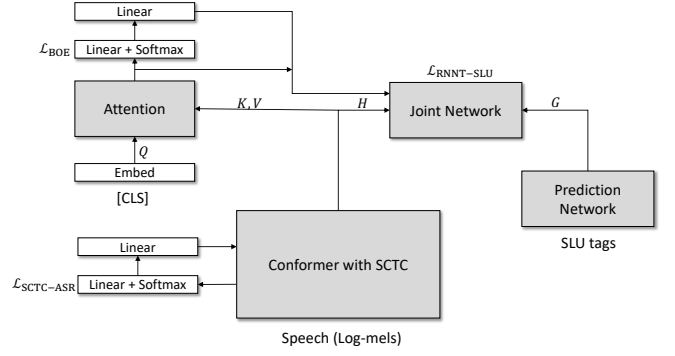 Linear
ℒ_BOE
Linear + Softmax
ℒ_RNNT−SLU
Attention
K,V
H
Joint Network
G
Q
Embed
[CLS]
Prediction
Network
SLU tags
Linear
Conformer with SCTC
ℒ_SCTC−ASR
Linear + Softmax
Speech (Log-mels)